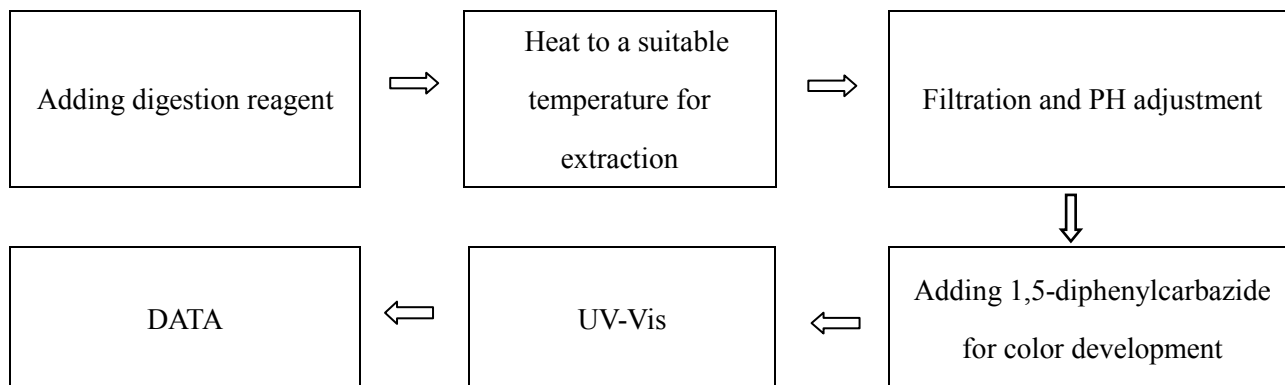 Adding digestion reagent
Heat to a suitable
temperature for
extraction
Filtration and PH adjustment
Adding 1,5-diphenylcarbazide
for color development
UV-Vis
DATA